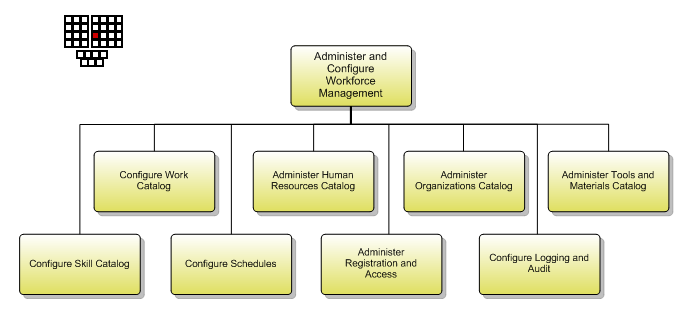 Administer and
Configure
Workforce
Management
Configure Work
Catalog
Administer Human
Resources Catalog
Administer
Organizations Catalog
Administer Tools and
Materials Catalog
Configure Skill Catalog
Configure Schedules
Administer
Registration and
Access
Configure Logging and
Audit